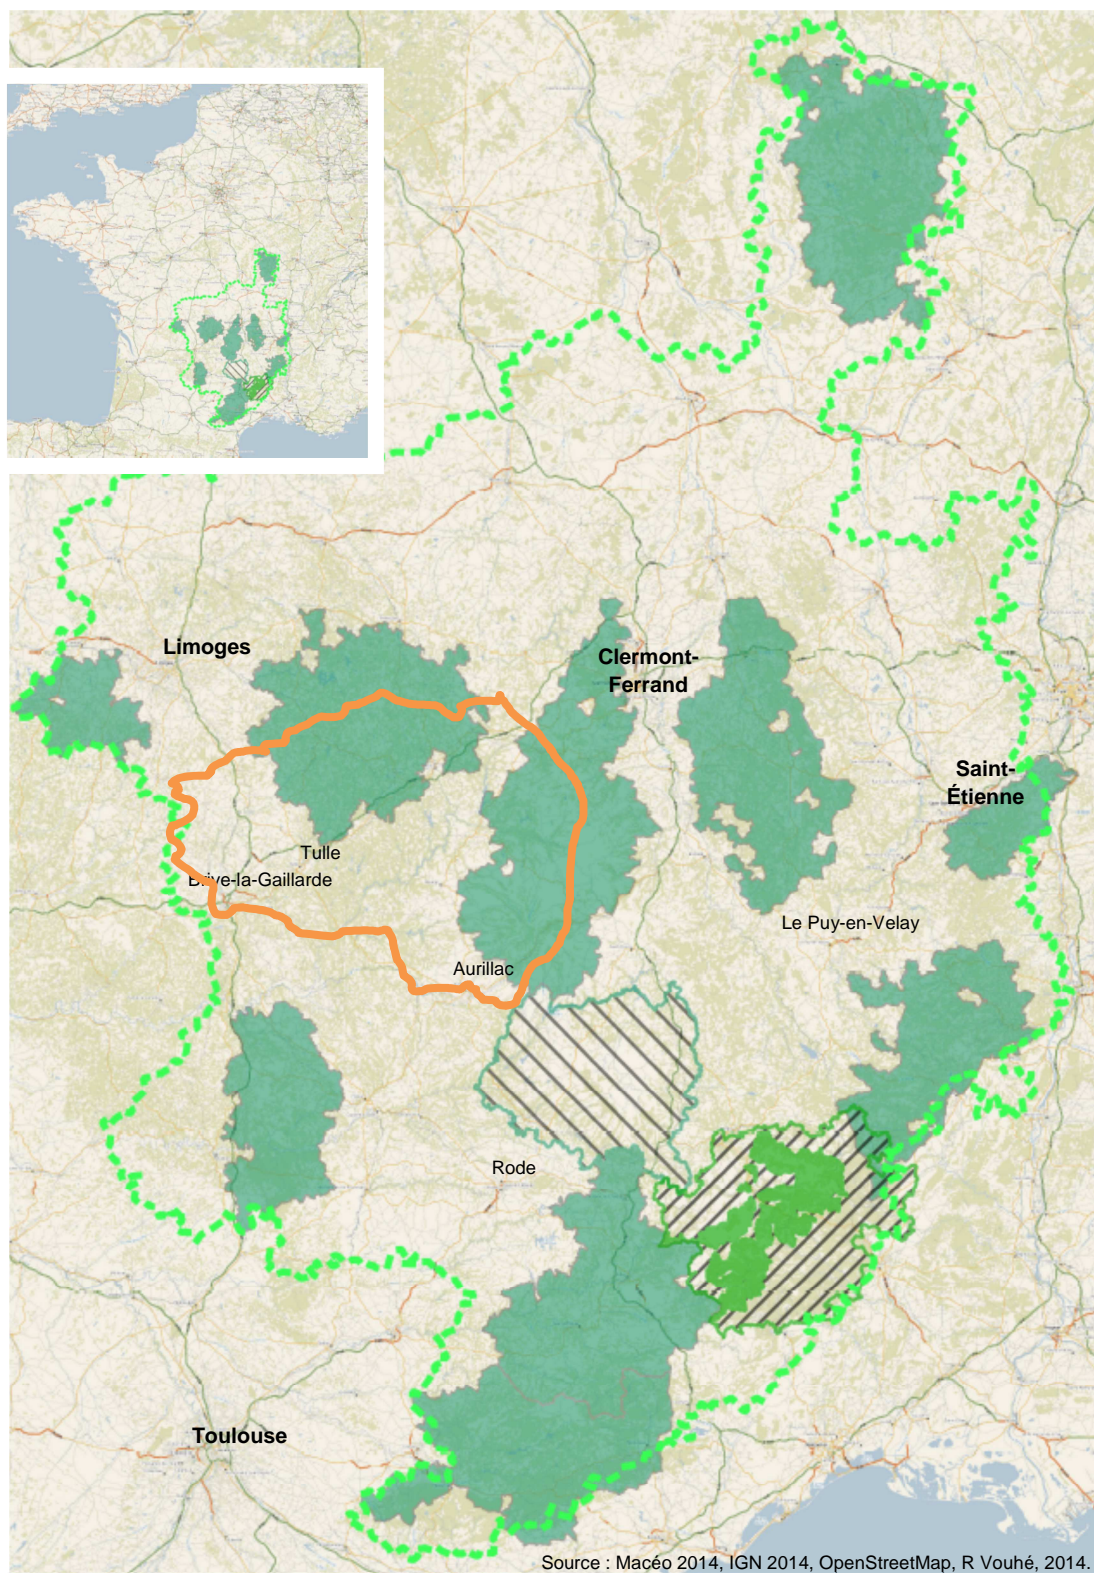 Limoges
Clermont-
Ferrand
Saint-
Étienne
Tulle
Brive-la-Gaillarde
Le Puy-en-Velay
Aurillac
Rode
Toulouse
Source : Macéo 2014, IGN 2014, OpenStreetMap, R Vouhé, 2014.